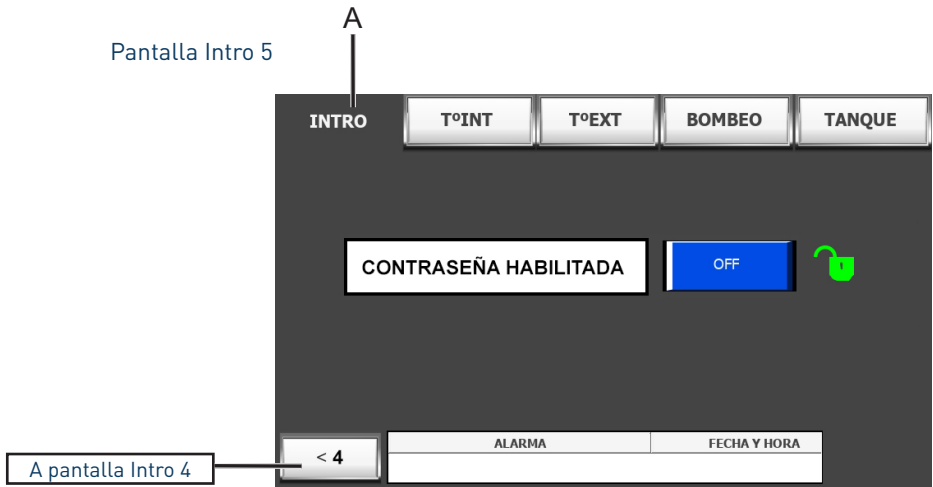 A
Pantalla Intro 5
INTRO TºINT TºEXT BOMBEO TANQUE
CONTRASEÑA HABILITADA OFF
ALARMA FECHA Y HORA
< 4
A pantalla Intro 4